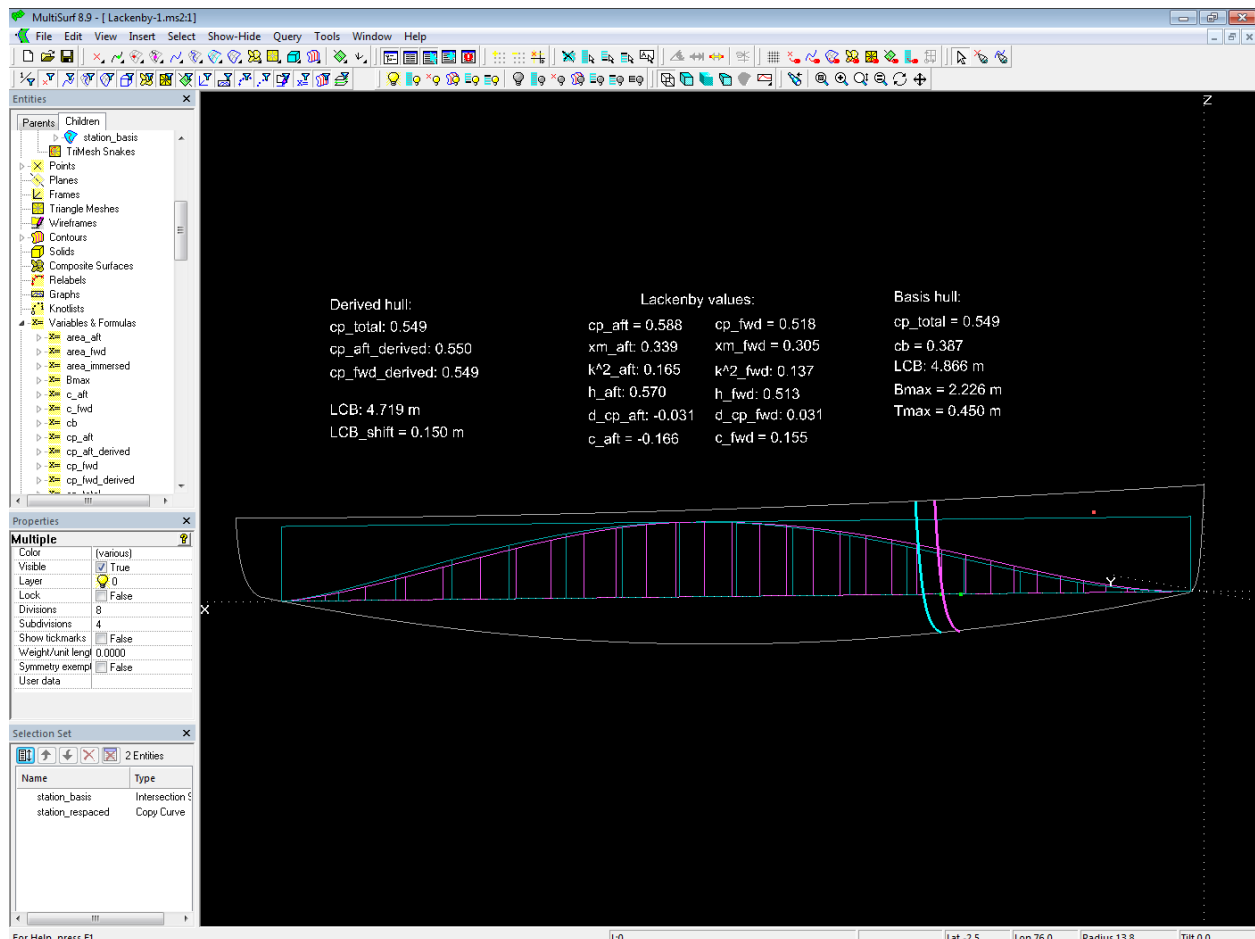 MultiSurf 8.9 - [ Lackenby-1.ms2:1]
File Edit View Insert Select Show-Hide Query Tools Window Help
Entities
Parents Children
station_basis
TriMesh Snakes
Points
Planes
Frames
Triangle Meshes
Wireframes
Contours
Solids
Composite Surfaces
Relabels
Graphs
Knotlists
Variables & Formulas
area_aft
area_fwd
area_immersed
Bmax
c_aft
c_fwd
cb
cp_aft
cp_aft_derived
cp_fwd
cp_fwd_derived
Properties
Multiple
Color (various)
Visible True
Layer 0
Lock False
Divisions 8
Subdivisions 4
Show tickmarks False
Weight/unit lengt 0.0000
Symmetry exempt False
User data
Selection Set
2 Entities
Name Type
station_basis Intersection S
station_respaced Copy Curve
Derived hull:
cp_total: 0.549
cp_aft_derived: 0.550
cp_fwd_derived: 0.549
LCB: 4.719 m
LCB_shift = 0.150 m
Lackenby values:
cp_aft = 0.588 cp_fwd = 0.518
xm_aft: 0.339 xm_fwd = 0.305
k^2_aft: 0.165 k^2_fwd: 0.137
h_aft: 0.570 h_fwd: 0.513
d_cp_aft: -0.031 d_cp_fwd: 0.031
c_aft = -0.166 c_fwd = 0.155
Basis hull:
cp_total = 0.549
cb = 0.387
LCB: 4.866 m
Bmax = 2.226 m
Tmax = 0.450 m
Z
Y
X
For Help, press F1 L:0 Lat -2.5 Lon 76.0 Radius 13.8 Tilt 0.0